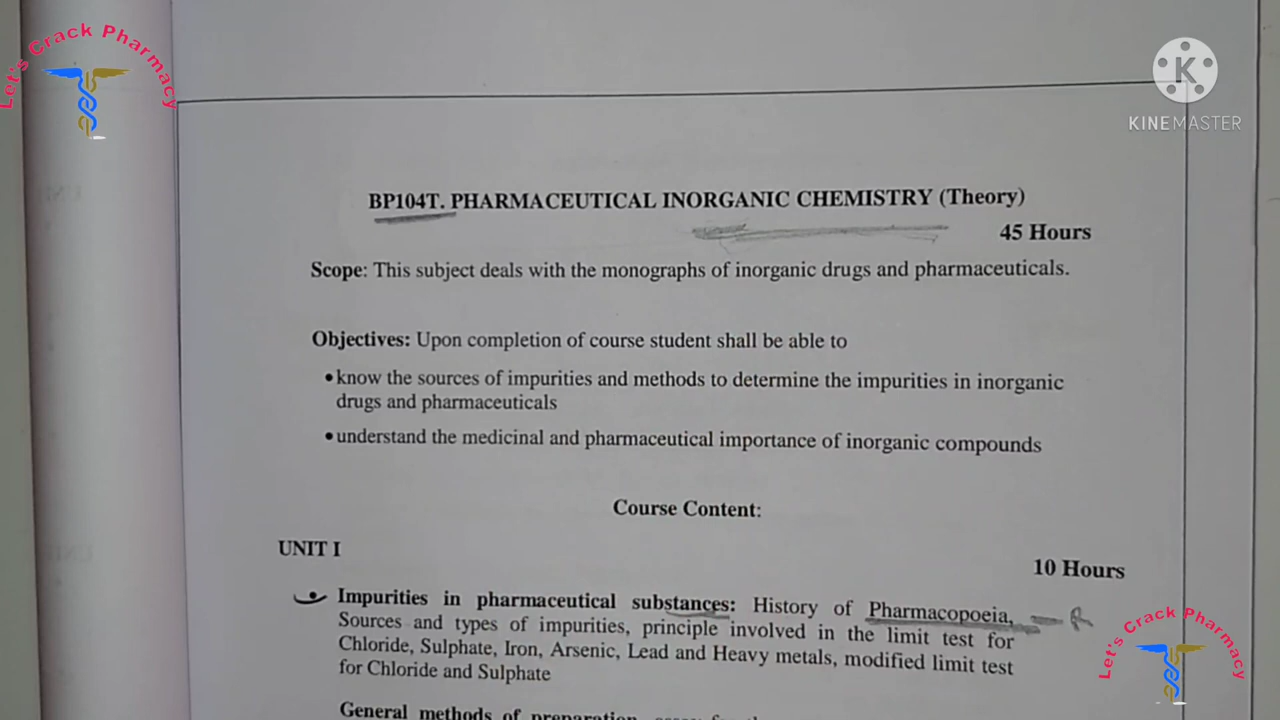 Let's Crack Pharmacy
K
KINEMASTER
BP104T. PHARMACEUTICAL INORGANIC CHEMISTRY (Theory)
45 Hours
Scope: This subject deals with the monographs of inorganic drugs and pharmaceuticals.
Objectives: Upon completion of course student shall be able to
•know the sources of impurities and methods to determine the impurities in inorganic
drugs and pharmaceuticals
•understand the medicinal and pharmaceutical importance of inorganic compounds
Course Content:
UNIT I
10 Hours
• Impurities in pharmaceutical substances: History of Pharmacopoeia,
Sources and types of impurities, principle involved in the limit test for
Chloride, Sulphate, Iron, Arsenic, Lead and Heavy metals, modified limit test
for Chloride and Sulphate
General methods of preparation,
Let's Crack Pharmacy